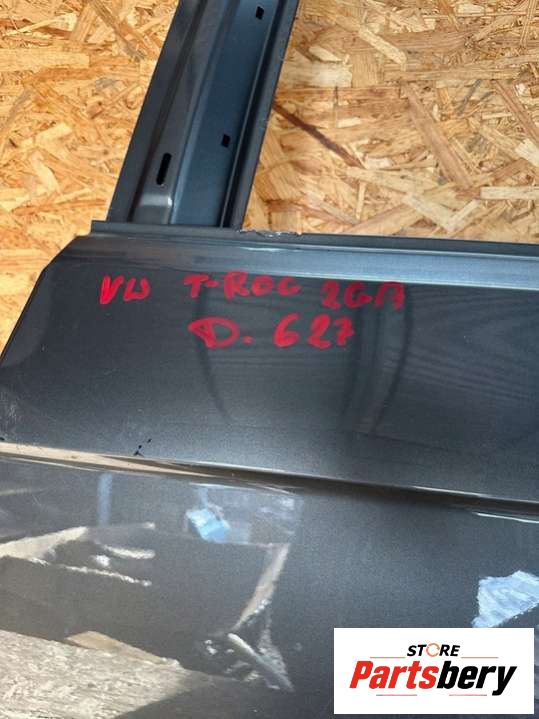 VW T-ROC 2GA
D. 627
STORE
Partsbery